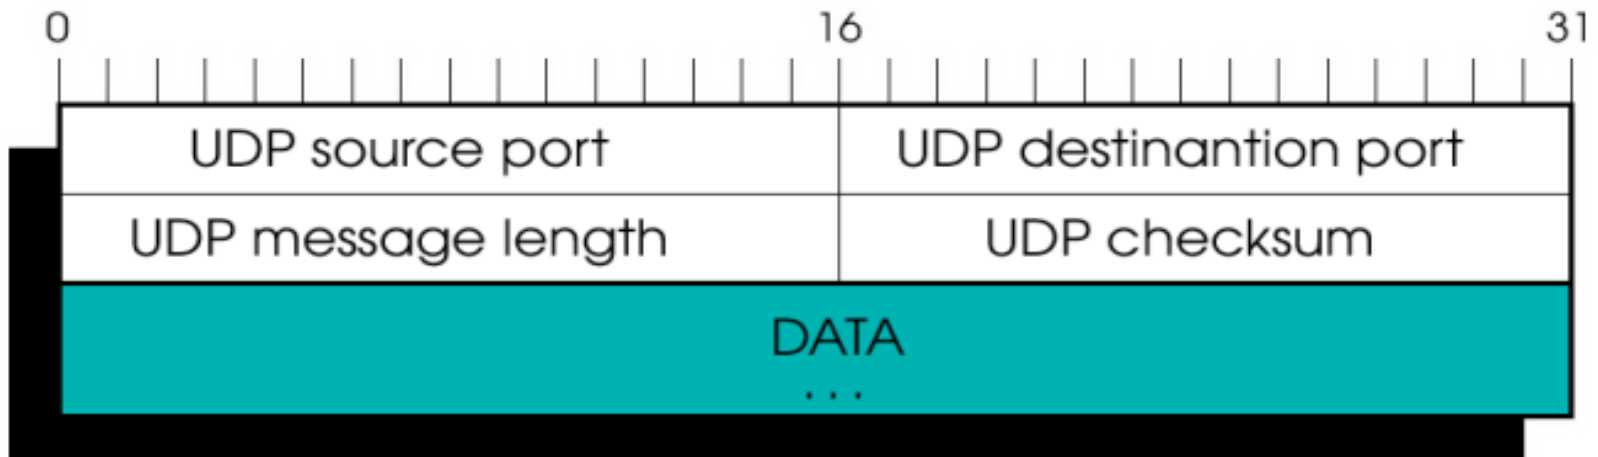 0 16 31
UDP source port UDP destinantion port
UDP message length UDP checksum
DATA
...